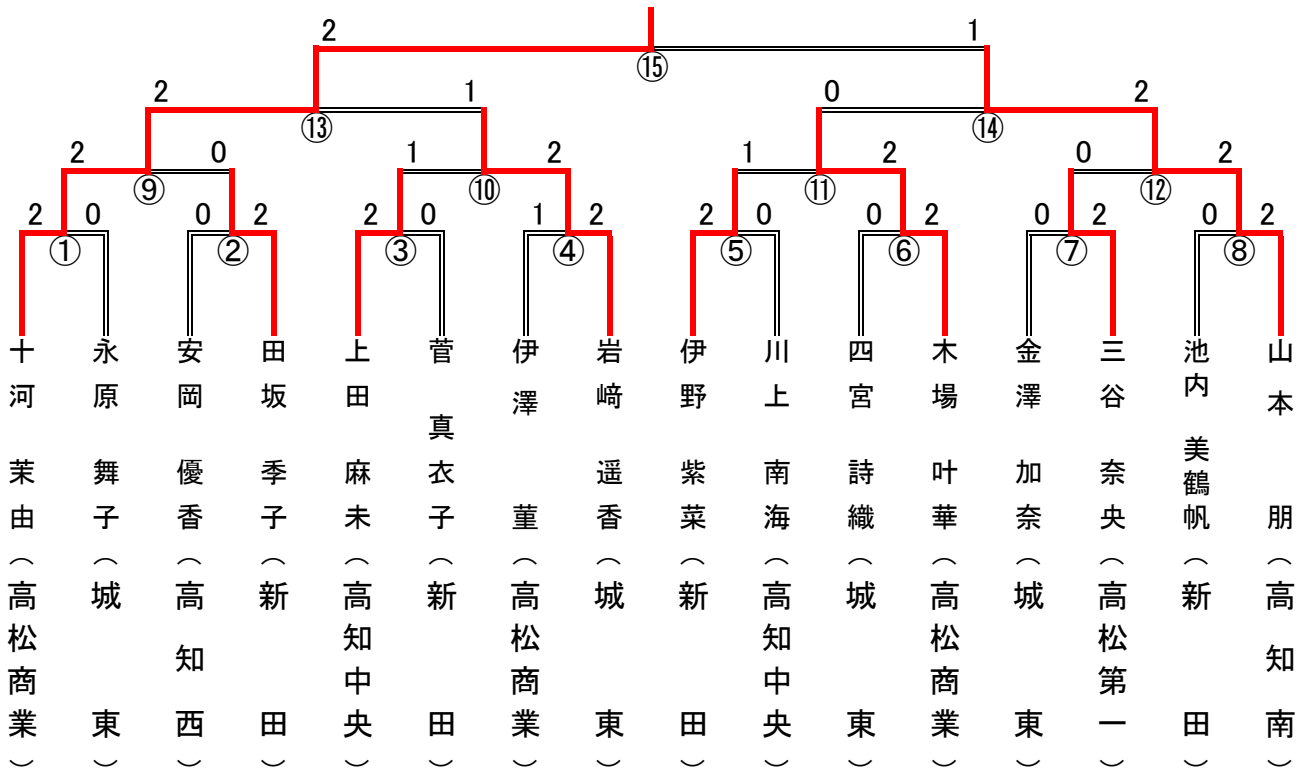 2 1
⑮
2 1 0 2
⑬ ⑭
2 0 1 2 1 2 0 2
⑨ ⑩ ⑪ ⑫
2 0 0 2 2 0 1 2 2 0 0 2 0 2 0 2
① ② ③ ④ ⑤ ⑥ ⑦ ⑧
十河 茉由（高松商業）
永原 舞子（城東）
安岡 優香（高知西）
田坂 季子（新田）
上田 麻未（高知中央）
菅 真衣子（新田）
伊澤 菫（高松商業）
岩﨑 遥香（城東）
伊野 紫菜（新田）
川上 南海（高知中央）
四宮 詩織（城東）
木場 叶華（高松商業）
金澤 加奈（城東）
三谷 奈央（高松第一）
池内 美鶴帆（新田）
山本 朋（高知南）